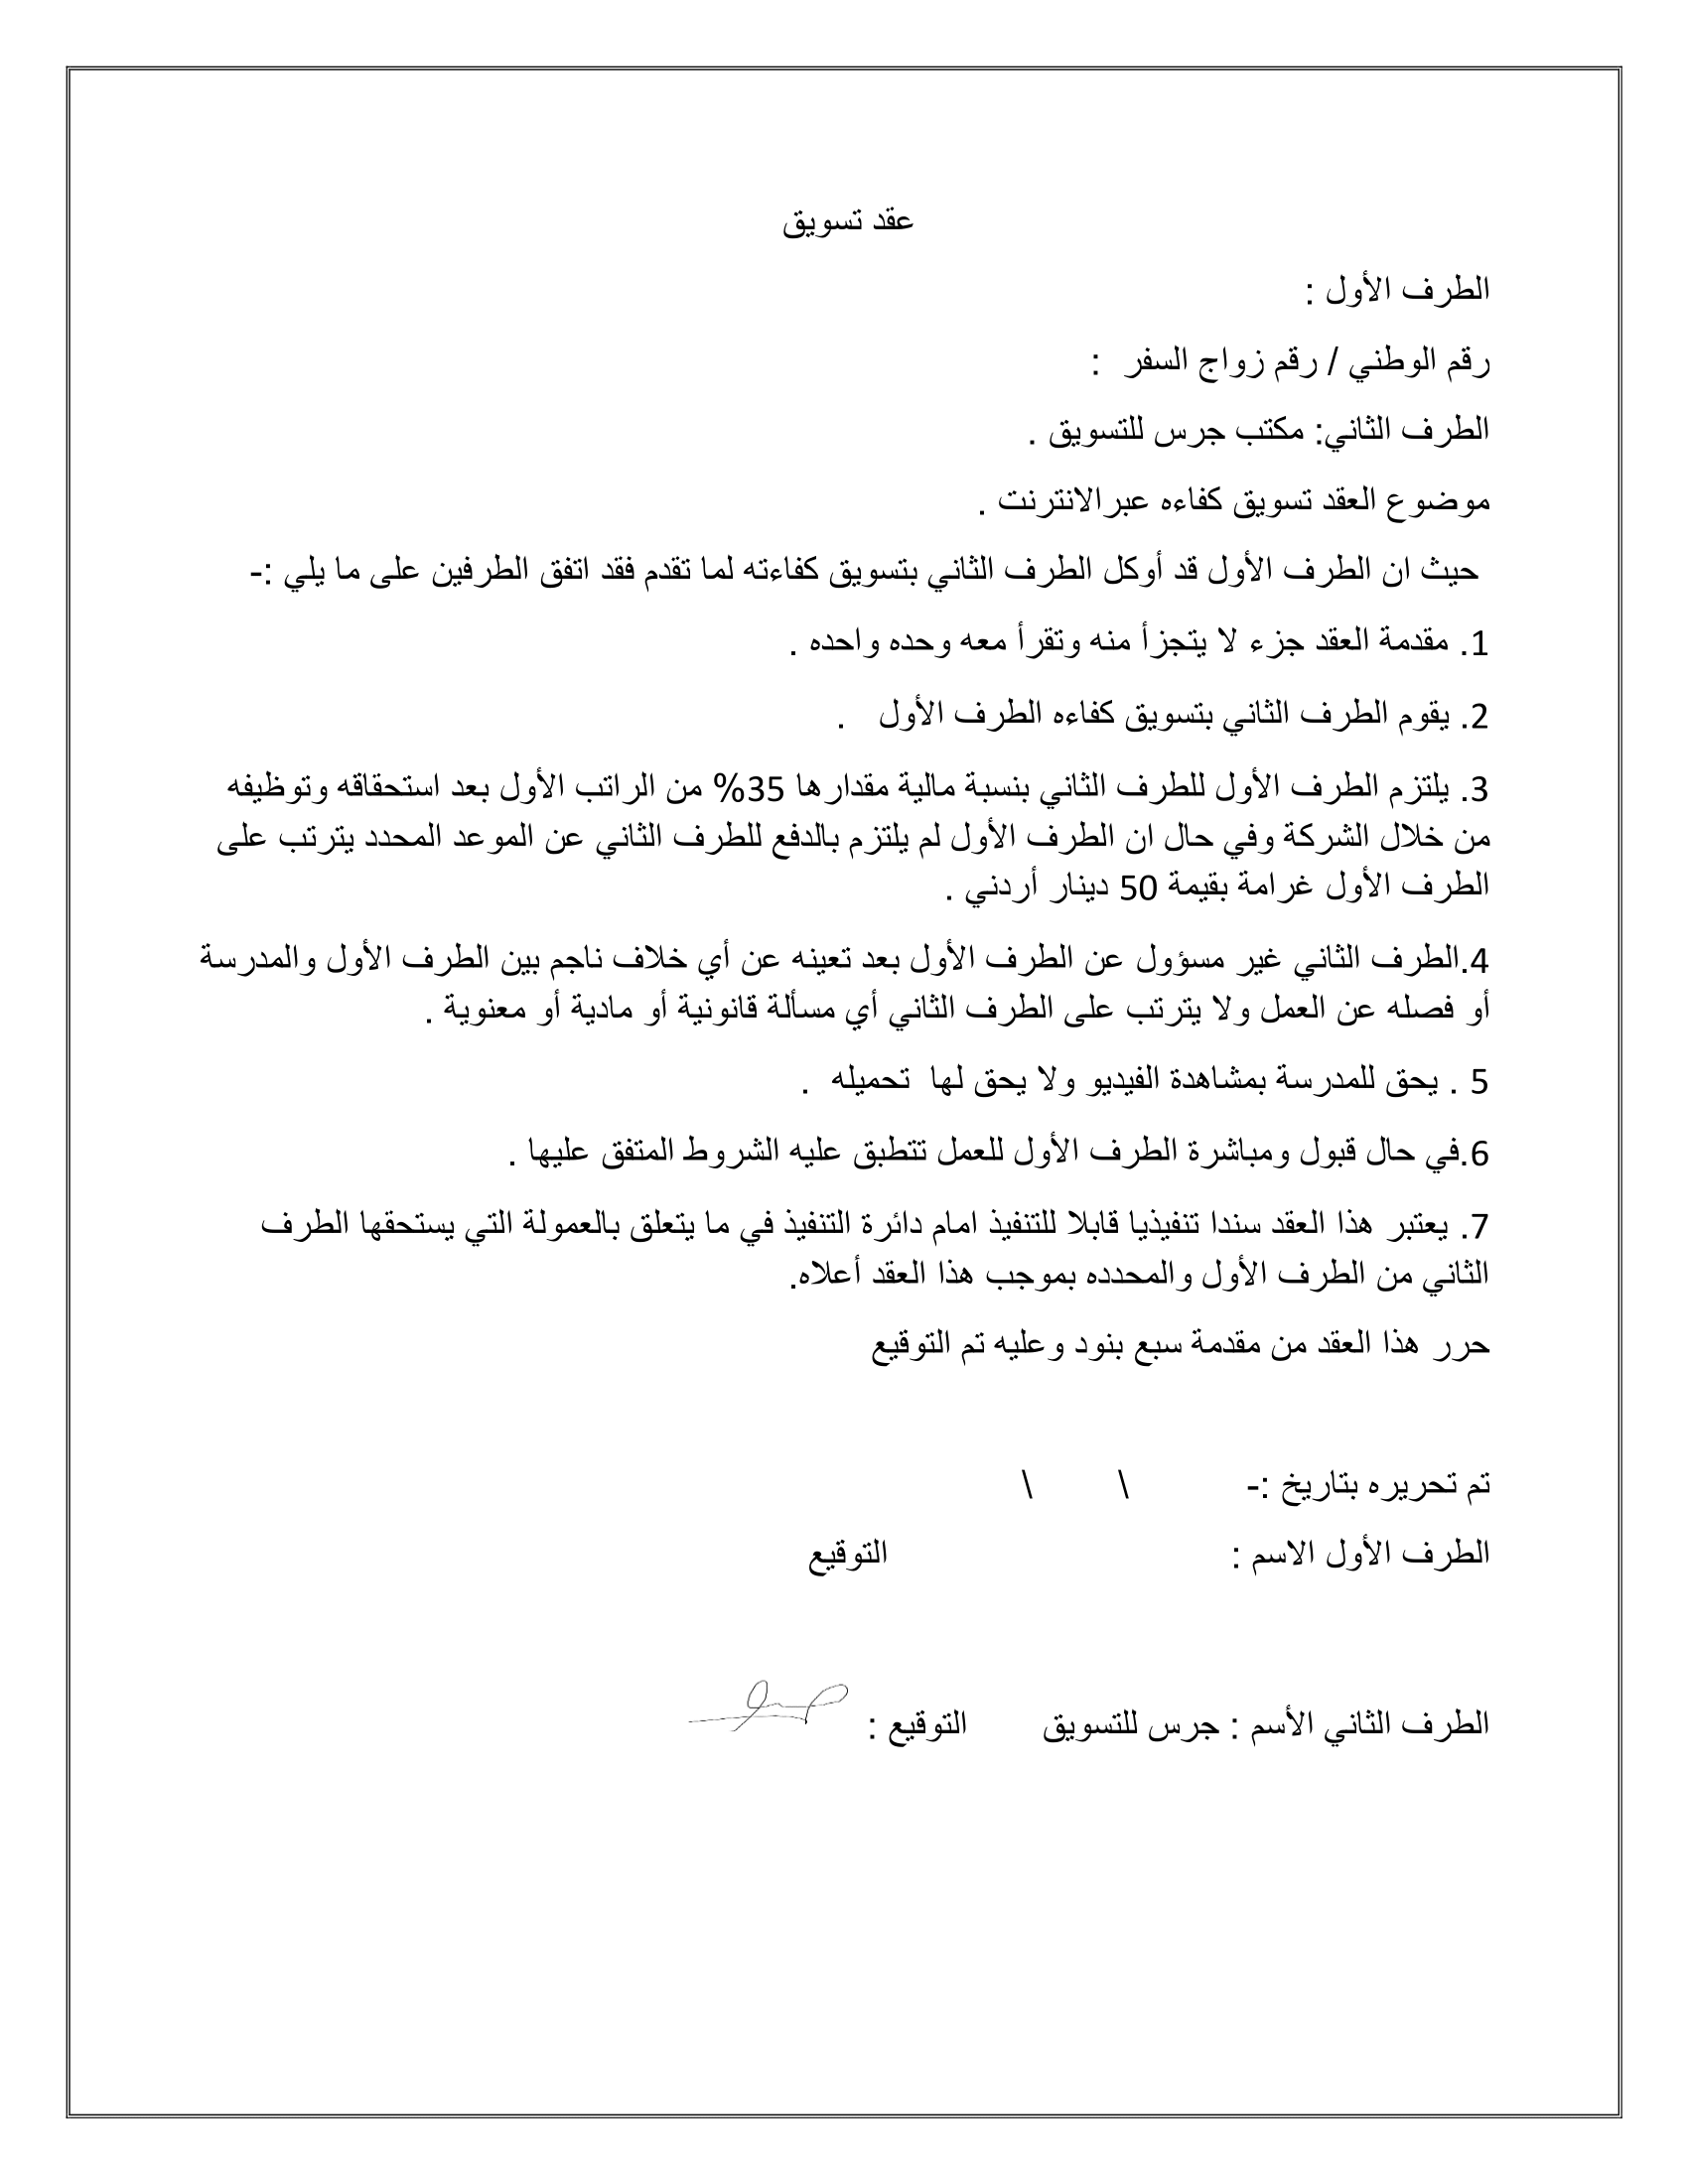 عقد تسويق
الطرف الأول :
رقم الوطني / رقم زواج السفر :
الطرف الثاني: مكتب جرس للتسويق .
موضوع العقد تسويق كفاءه عبرالانترنت .
حيث ان الطرف الأول قد أوكل الطرف الثاني بتسويق كفاءته لما تقدم فقد اتفق الطرفين على ما يلي :-
1. مقدمة العقد جزء لا يتجزأ منه وتقرأ معه وحده واحده .
2. يقوم الطرف الثاني بتسويق كفاءه الطرف الأول .
3. يلتزم الطرف الأول للطرف الثاني بنسبة مالية مقدارها 35% من الراتب الأول بعد استحقاقه وتوظيفه
من خلال الشركة وفي حال ان الطرف الأول لم يلتزم بالدفع للطرف الثاني عن الموعد المحدد يترتب على
الطرف الأول غرامة بقيمة 50 دينار أردني .
4.الطرف الثاني غير مسؤول عن الطرف الأول بعد تعينه عن أي خلاف ناجم بين الطرف الأول والمدرسة
أو فصله عن العمل ولا يترتب على الطرف الثاني أي مسألة قانونية أو مادية أو معنوية .
5 . يحق للمدرسة بمشاهدة الفيديو ولا يحق لها تحميله .
6.في حال قبول ومباشرة الطرف الأول للعمل تتطبق عليه الشروط المتفق عليها .
7. يعتبر هذا العقد سندا تنفيذيا قابلا للتنفيذ امام دائرة التنفيذ في ما يتعلق بالعمولة التي يستحقها الطرف
الثاني من الطرف الأول والمحدده بموجب هذا العقد أعلاه.
حرر هذا العقد من مقدمة سبع بنود وعليه تم التوقيع
تم تحريره بتاريخ :- \ \
الطرف الأول الاسم : التوقيع
الطرف الثاني الأسم : جرس للتسويق التوقيع :